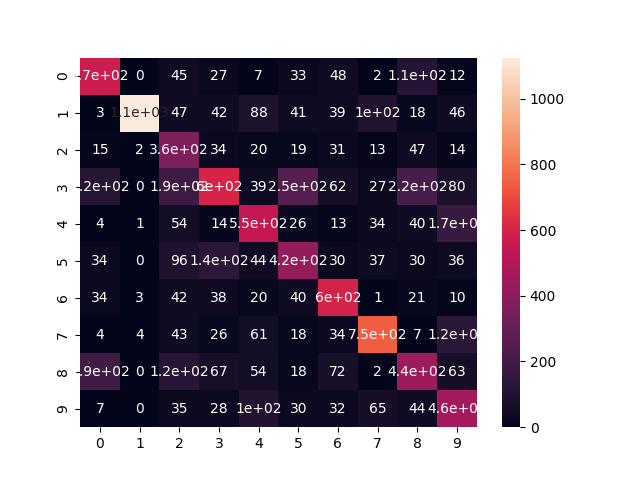 0 7e+02 0 45 27 7 33 48 2 1.1e+02 12
1 3 1.1e+03 47 42 88 41 39 1e+02 18 46
2 15 2 3.6e+02 34 20 19 31 13 47 14
3 2e+02 0 1.9e+02 6e+02 39 2.5e+02 62 27 2.2e+02 80
4 4 1 54 14 5.5e+02 26 13 34 40 1.7e+0
5 34 0 96 1.4e+02 44 4.2e+02 30 37 30 36
6 34 3 42 38 20 40 6e+02 1 21 10
7 4 4 43 26 61 18 34 7.5e+02 7 1.2e+0
8 9e+02 0 1.2e+02 67 54 18 72 2 4.4e+02 63
9 7 0 35 28 1e+02 30 32 65 44 4.6e+0
0 1 2 3 4 5 6 7 8 9
1000
800
600
400
200
0